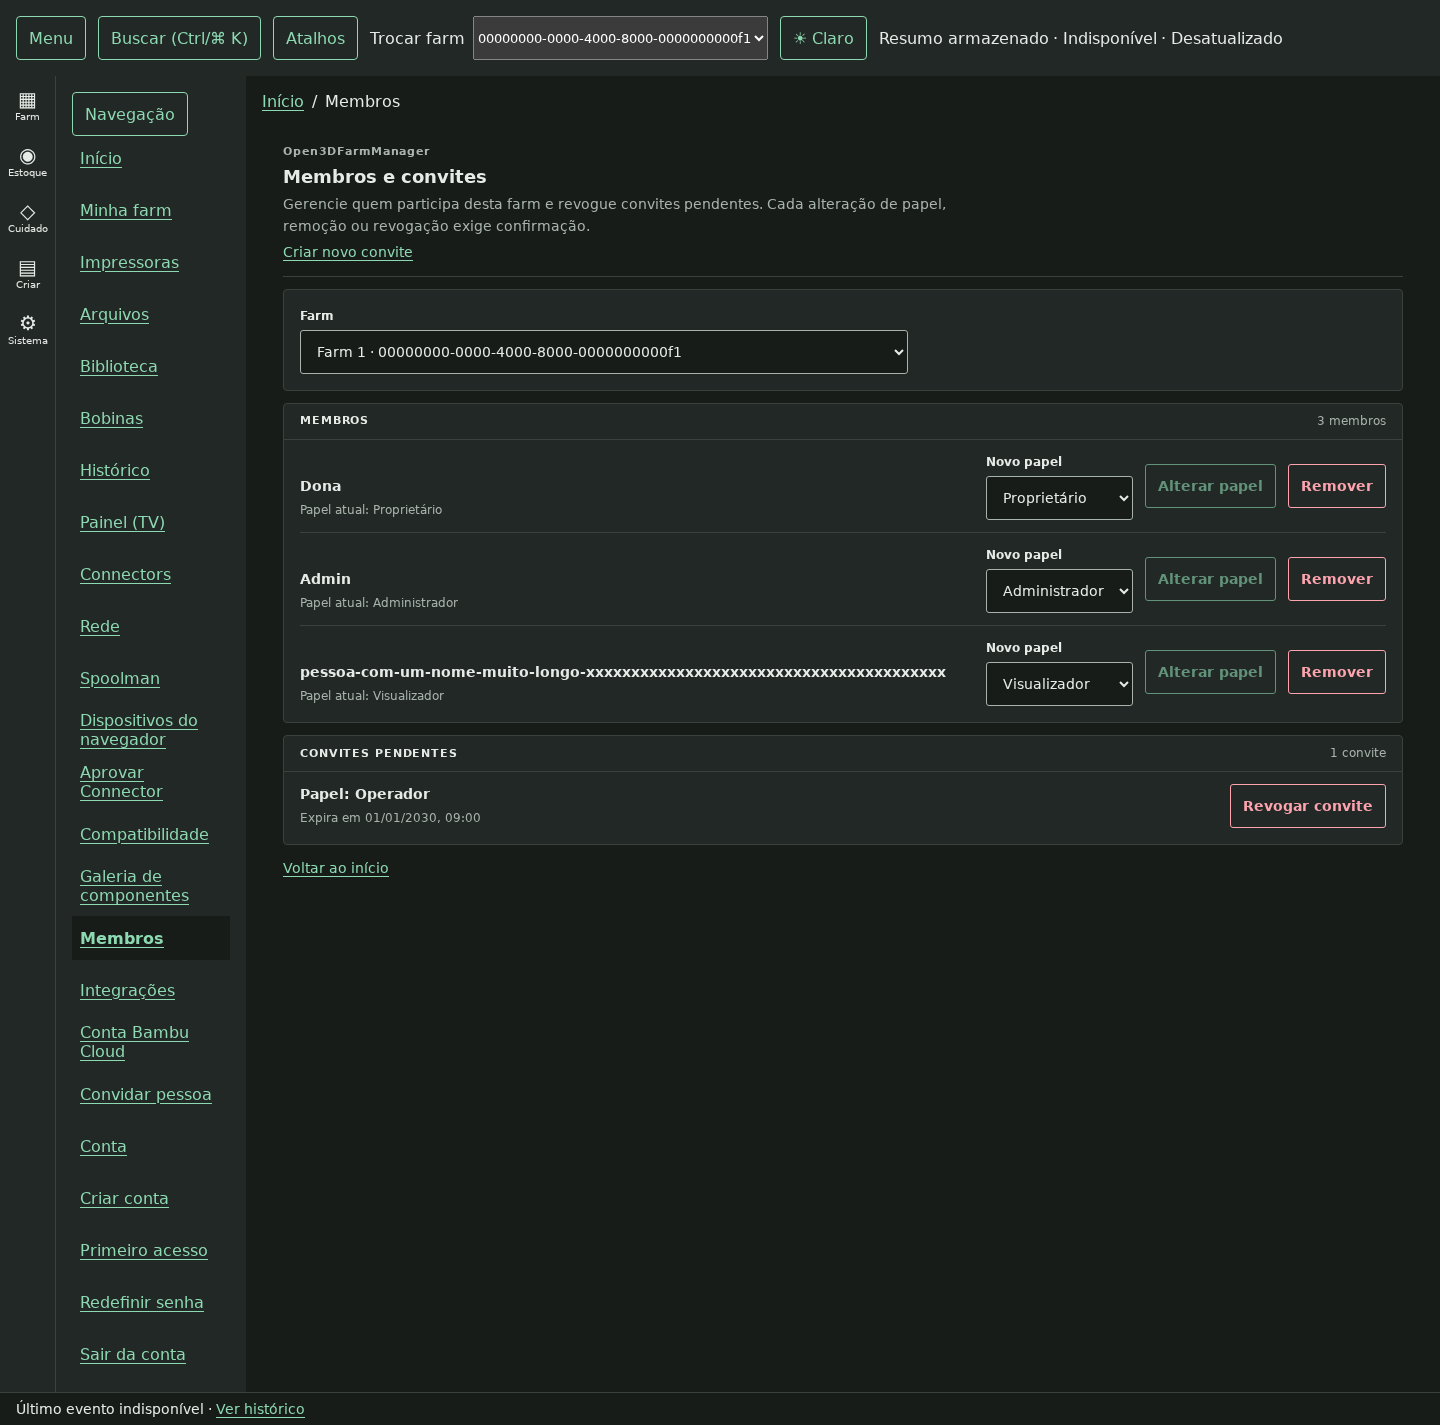 Menu
Buscar (Ctrl/⌘ K)
Atalhos
Trocar farm
00000000-0000-4000-8000-0000000000f1
☀ Claro
Resumo armazenado · Indisponível · Desatualizado
Farm
Estoque
Cuidado
Criar
Sistema
Navegação
Início
Minha farm
Impressoras
Arquivos
Biblioteca
Bobinas
Histórico
Painel (TV)
Connectors
Rede
Spoolman
Dispositivos do
navegador
Aprovar
Connector
Compatibilidade
Galeria de
componentes
Membros
Integrações
Conta Bambu
Cloud
Convidar pessoa
Conta
Criar conta
Primeiro acesso
Redefinir senha
Sair da conta
Início / Membros
Open3DFarmManager
Membros e convites
Gerencie quem participa desta farm e revogue convites pendentes. Cada alteração de papel,
remoção ou revogação exige confirmação.
Criar novo convite
Farm
Farm 1 · 00000000-0000-4000-8000-0000000000f1
MEMBROS
3 membros
Dona
Papel atual: Proprietário
Novo papel
Proprietário
Alterar papel
Remover
Admin
Papel atual: Administrador
Novo papel
Administrador
Alterar papel
Remover
pessoa-com-um-nome-muito-longo-xxxxxxxxxxxxxxxxxxxxxxxxxxxxxxxxxxxxxxxx
Papel atual: Visualizador
Novo papel
Visualizador
Alterar papel
Remover
CONVITES PENDENTES
1 convite
Papel: Operador
Expira em 01/01/2030, 09:00
Revogar convite
Voltar ao início
Último evento indisponível · Ver histórico